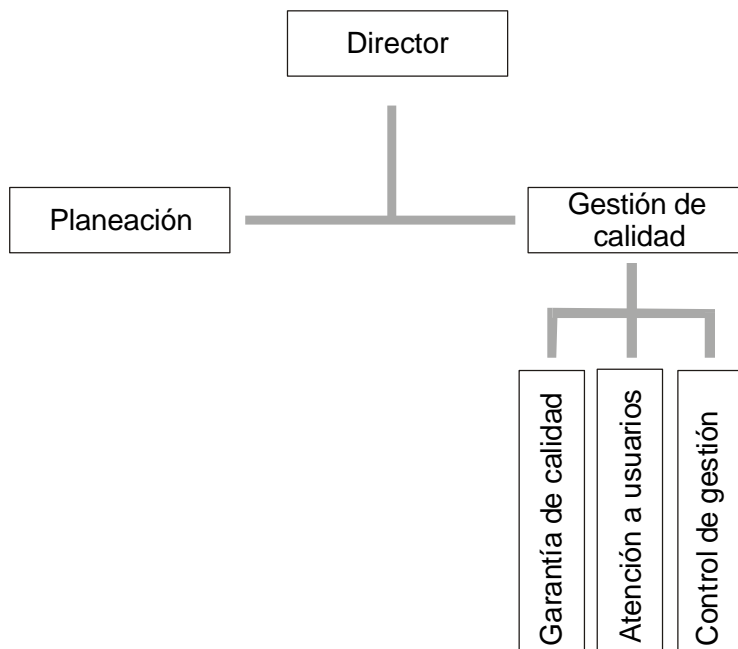 Director
Planeación
Gestión de
calidad
Garantía de calidad
Atención a usuarios
Control de gestión